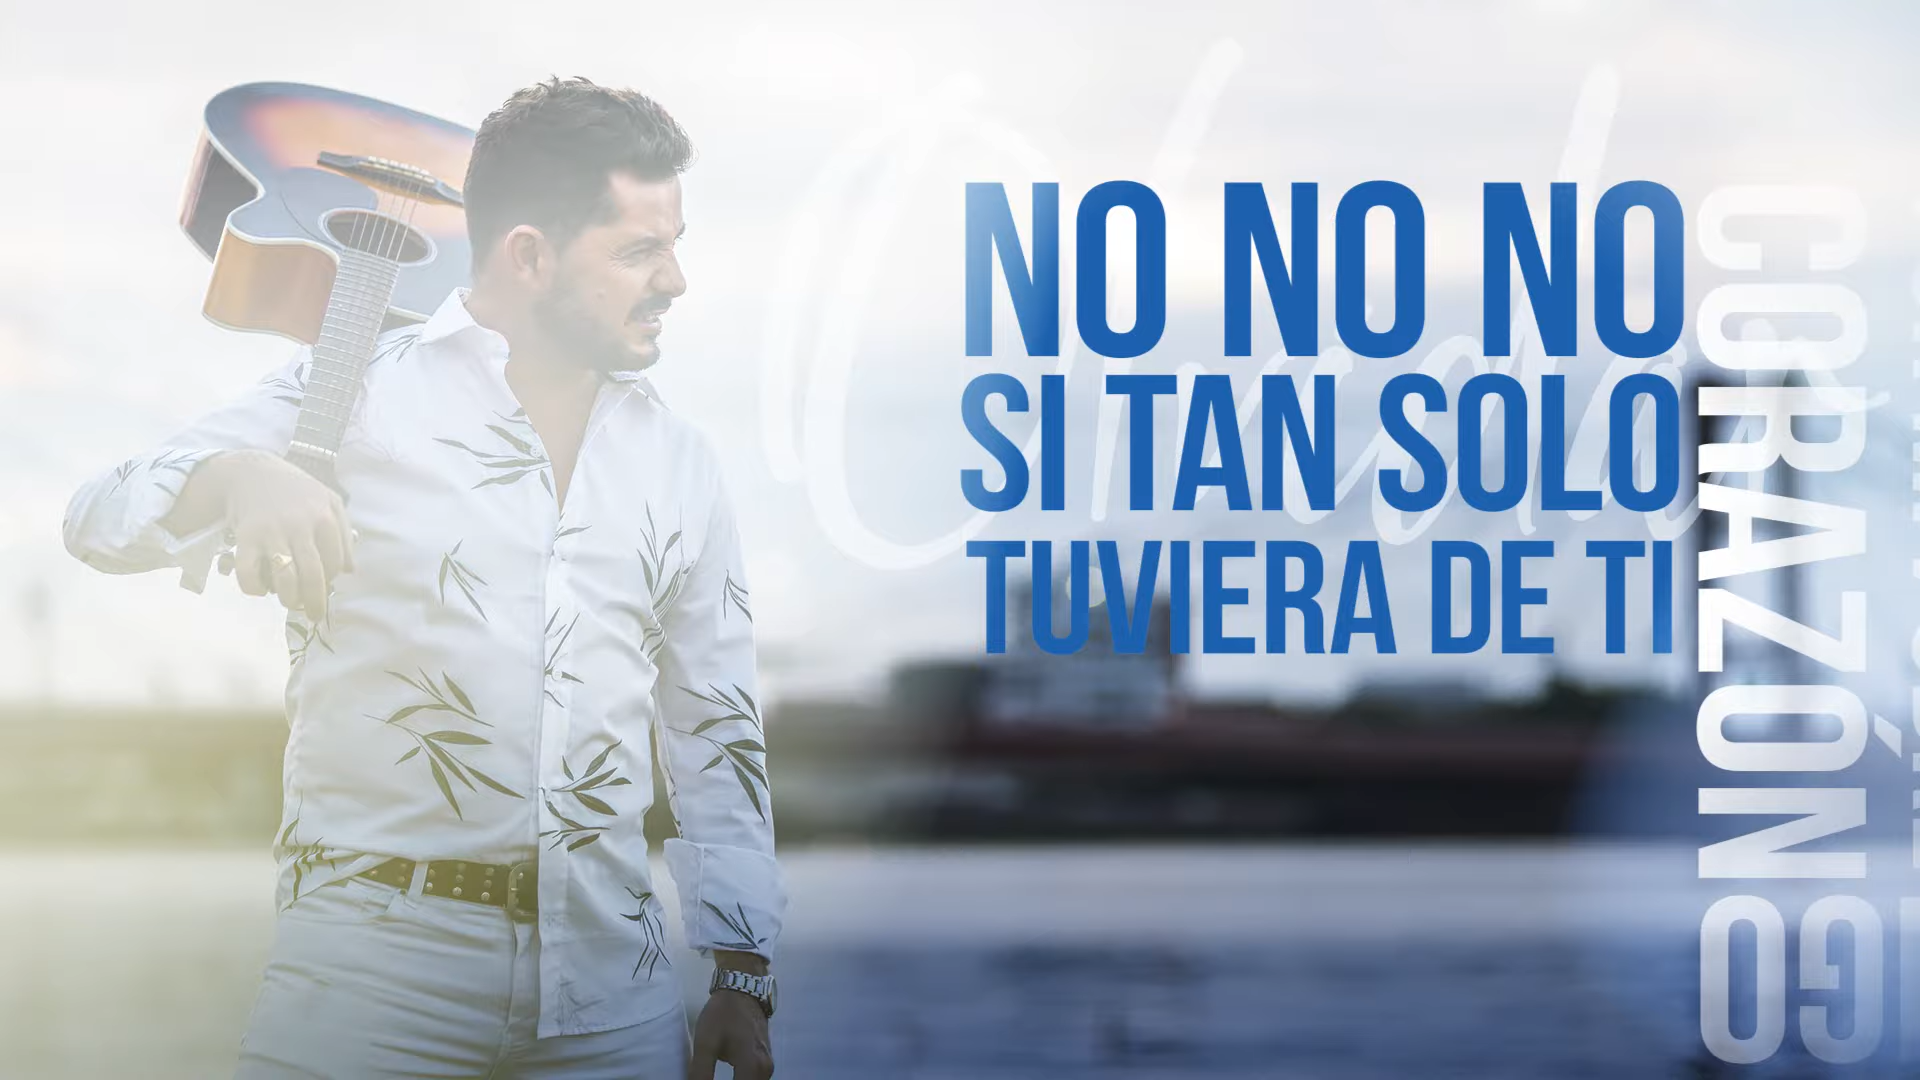 NO NO NO
SI TAN SOLO
TUVIERA DE TI
CORAZÓN